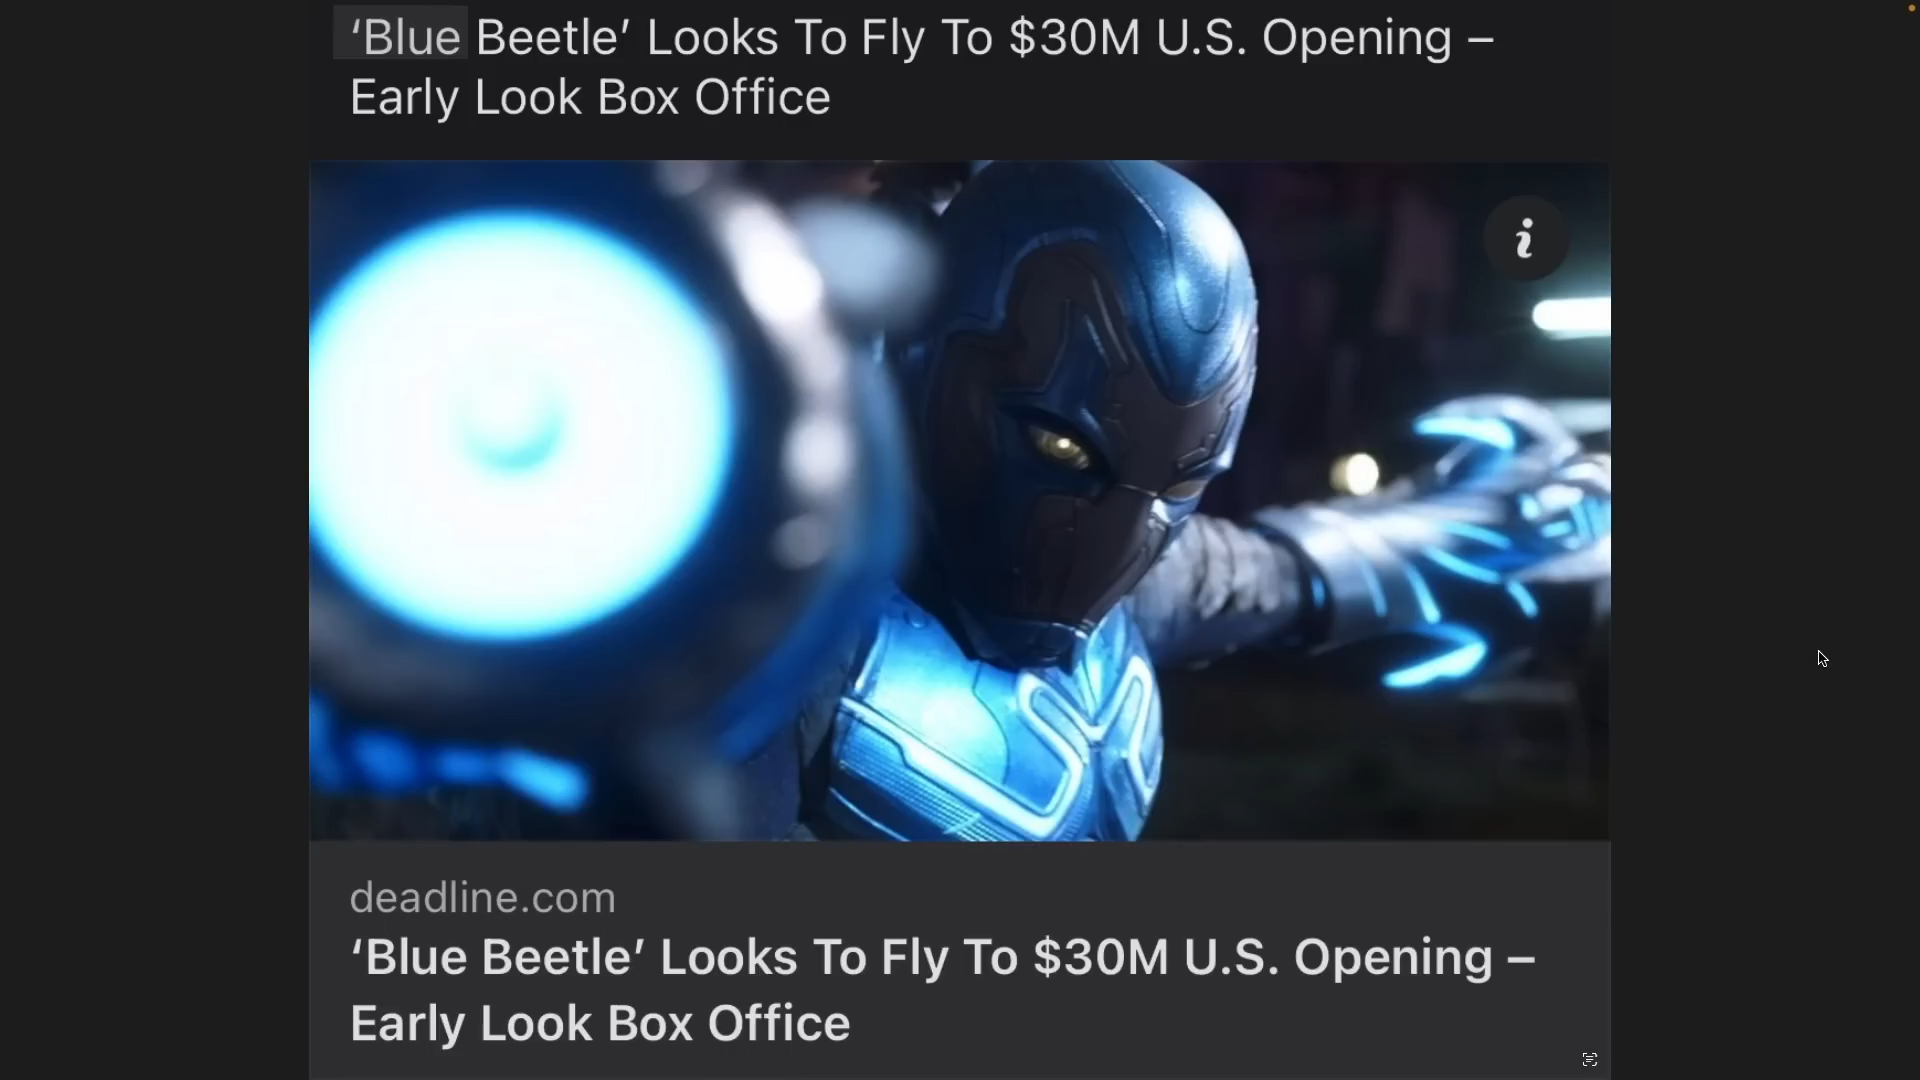 ‘Blue Beetle’ Looks To Fly To $30M U.S. Opening –
Early Look Box Office
i
deadline.com
‘Blue Beetle’ Looks To Fly To $30M U.S. Opening –
Early Look Box Office